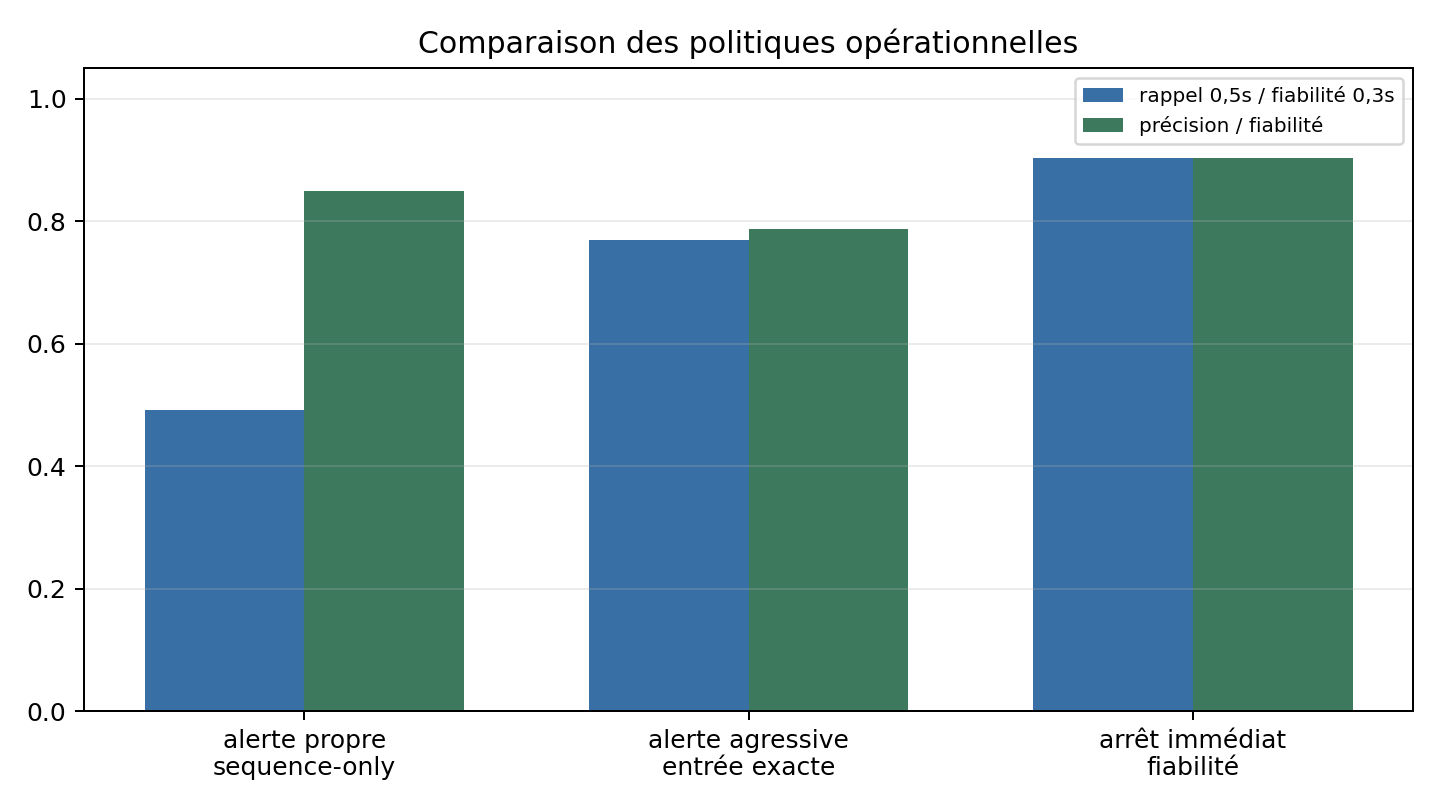 Comparaison des politiques opérationnelles
rappel 0,5s / fiabilité 0,3s
précision / fiabilité
1.0
0.8
0.6
0.4
0.2
0.0
alerte propre
sequence-only
alerte agressive
entrée exacte
arrêt immédiat
fiabilité